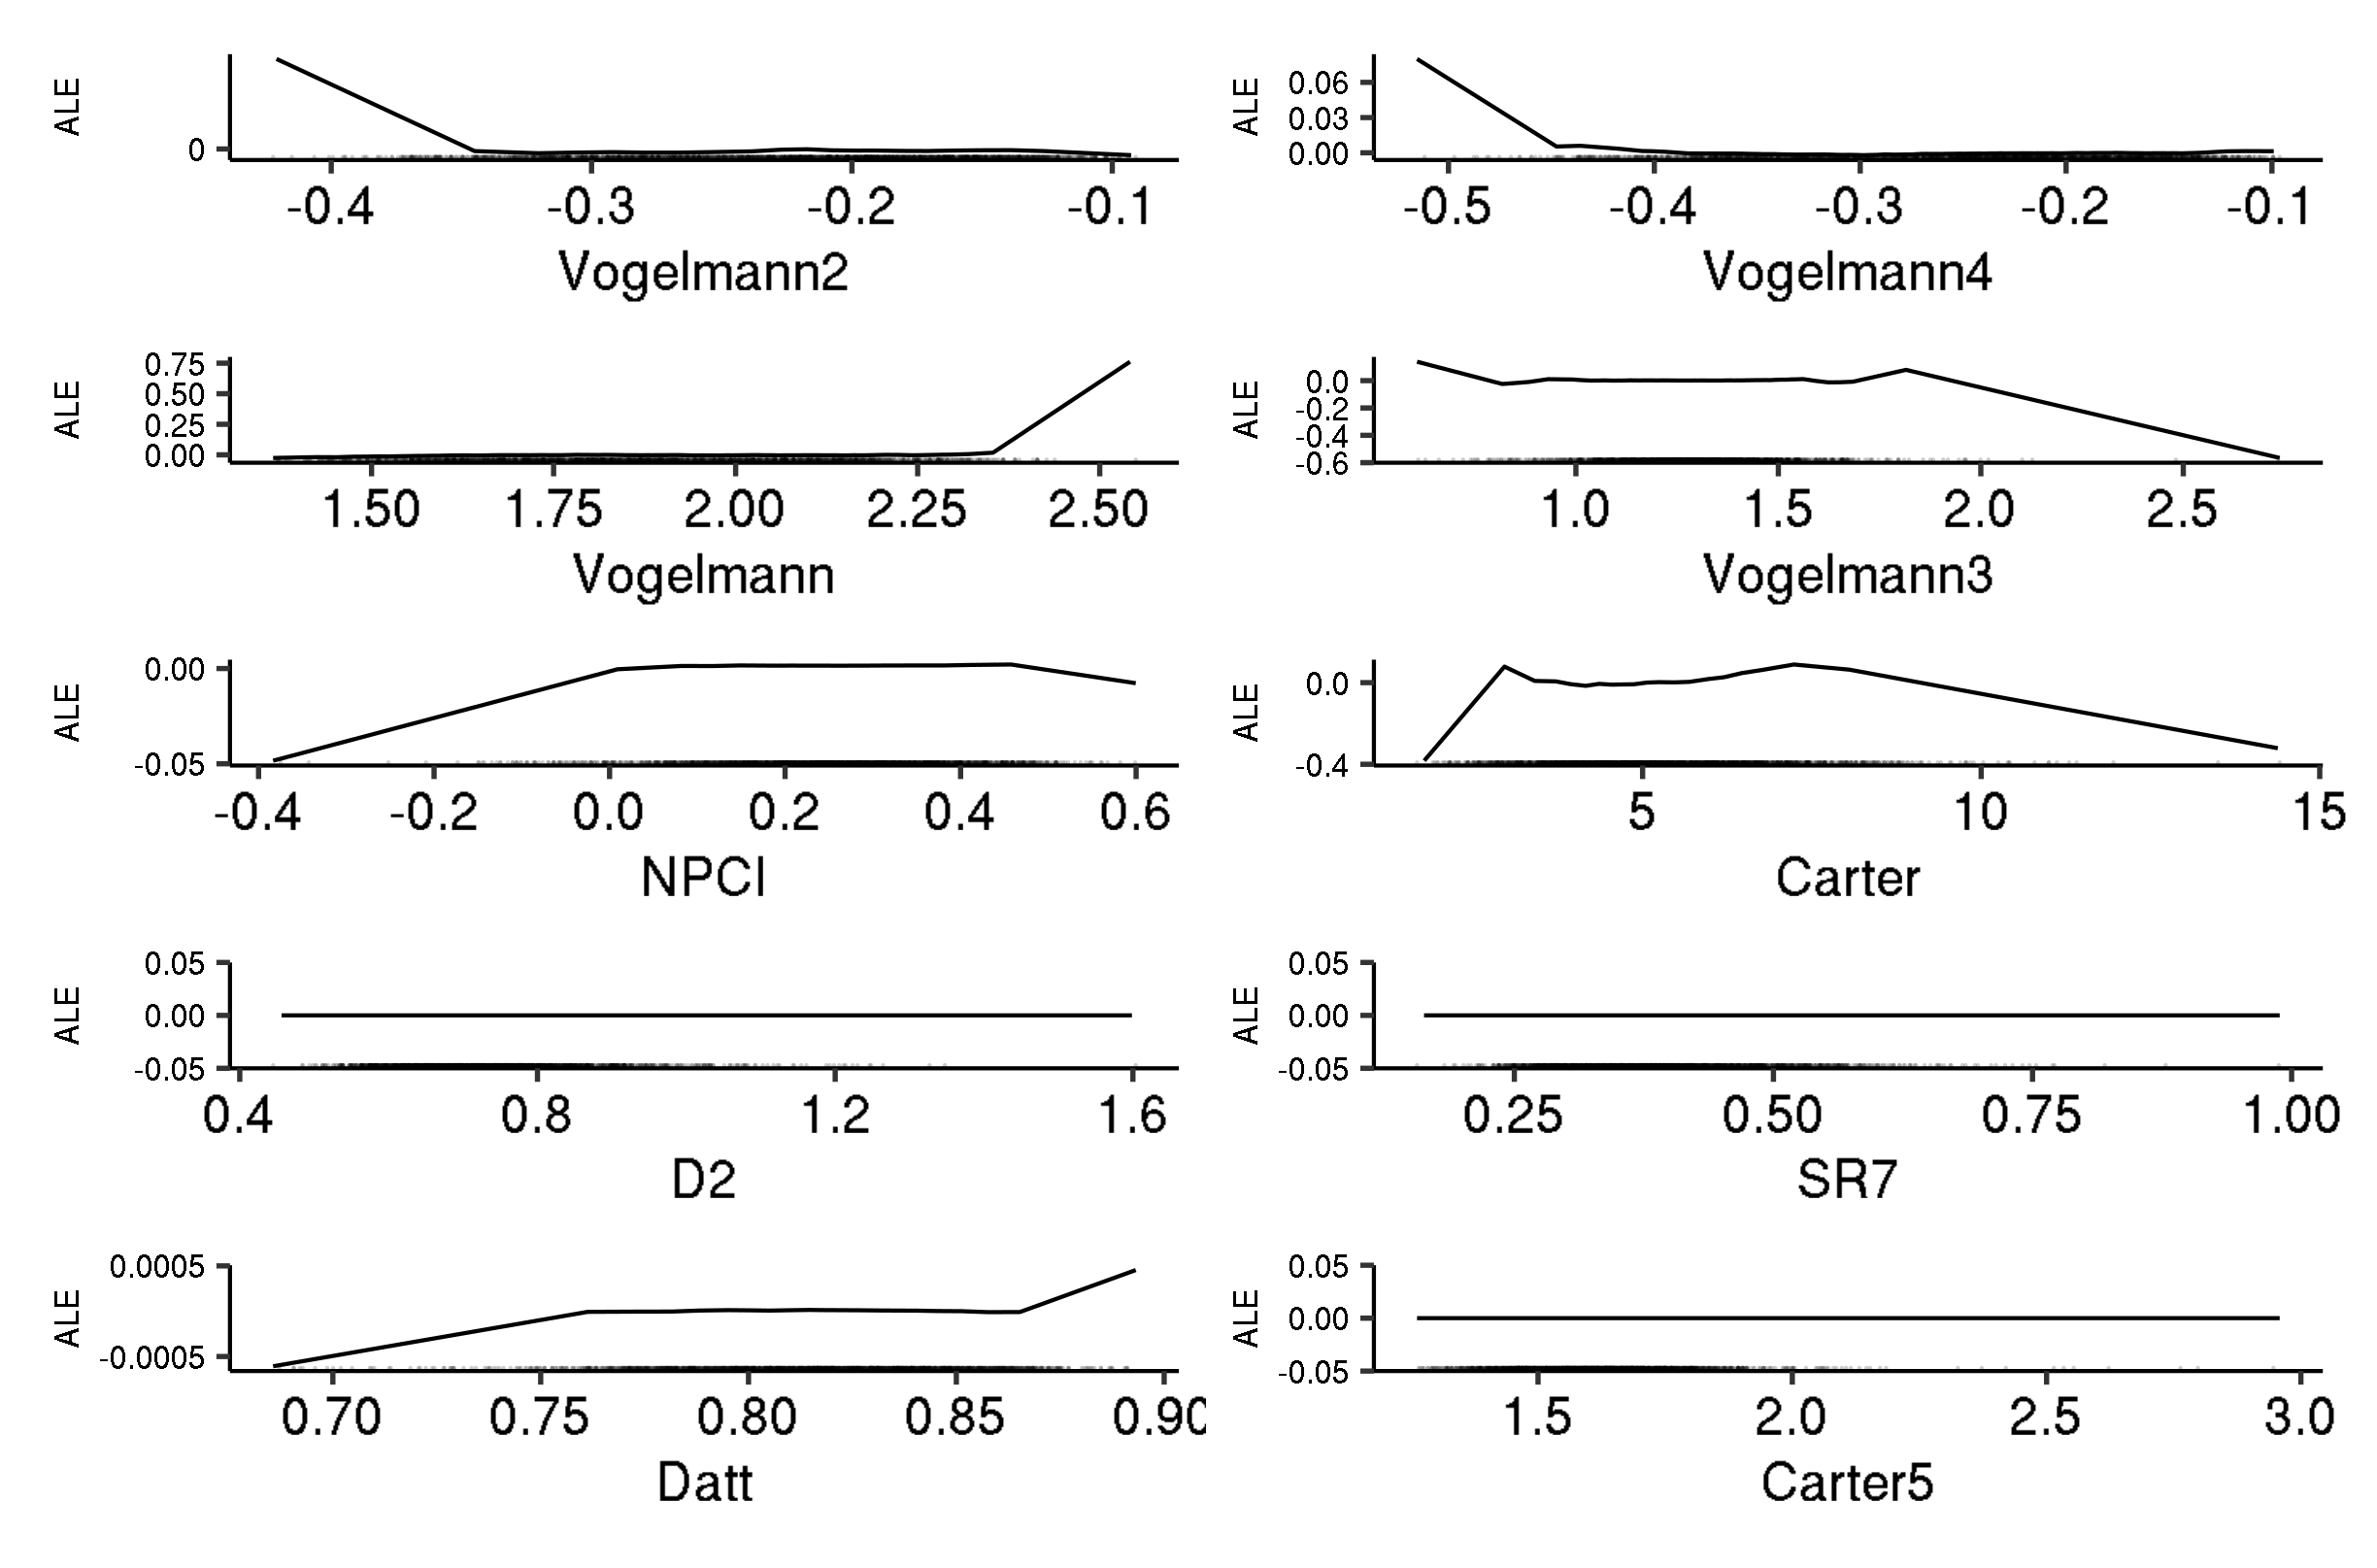 ALE
0
-0.4 -0.3 -0.2 -0.1
Vogelmann2
ALE
0.06
0.03
0.00
-0.5 -0.4 -0.3 -0.2 -0.1
Vogelmann4
ALE
0.75
0.50
0.25
0.00
1.50 1.75 2.00 2.25 2.50
Vogelmann
ALE
0.0
-0.2
-0.4
-0.6
1.0 1.5 2.0 2.5
Vogelmann3
ALE
0.00
-0.05
-0.4 -0.2 0.0 0.2 0.4 0.6
NPCI
ALE
0.0
-0.4
5 10 15
Carter
ALE
0.05
0.00
-0.05
0.4 0.8 1.2 1.6
D2
ALE
0.05
0.00
-0.05
0.25 0.50 0.75 1.00
SR7
ALE
0.0005
-0.0005
0.70 0.75 0.80 0.85 0.90
Datt
ALE
0.05
0.00
-0.05
1.5 2.0 2.5 3.0
Carter5